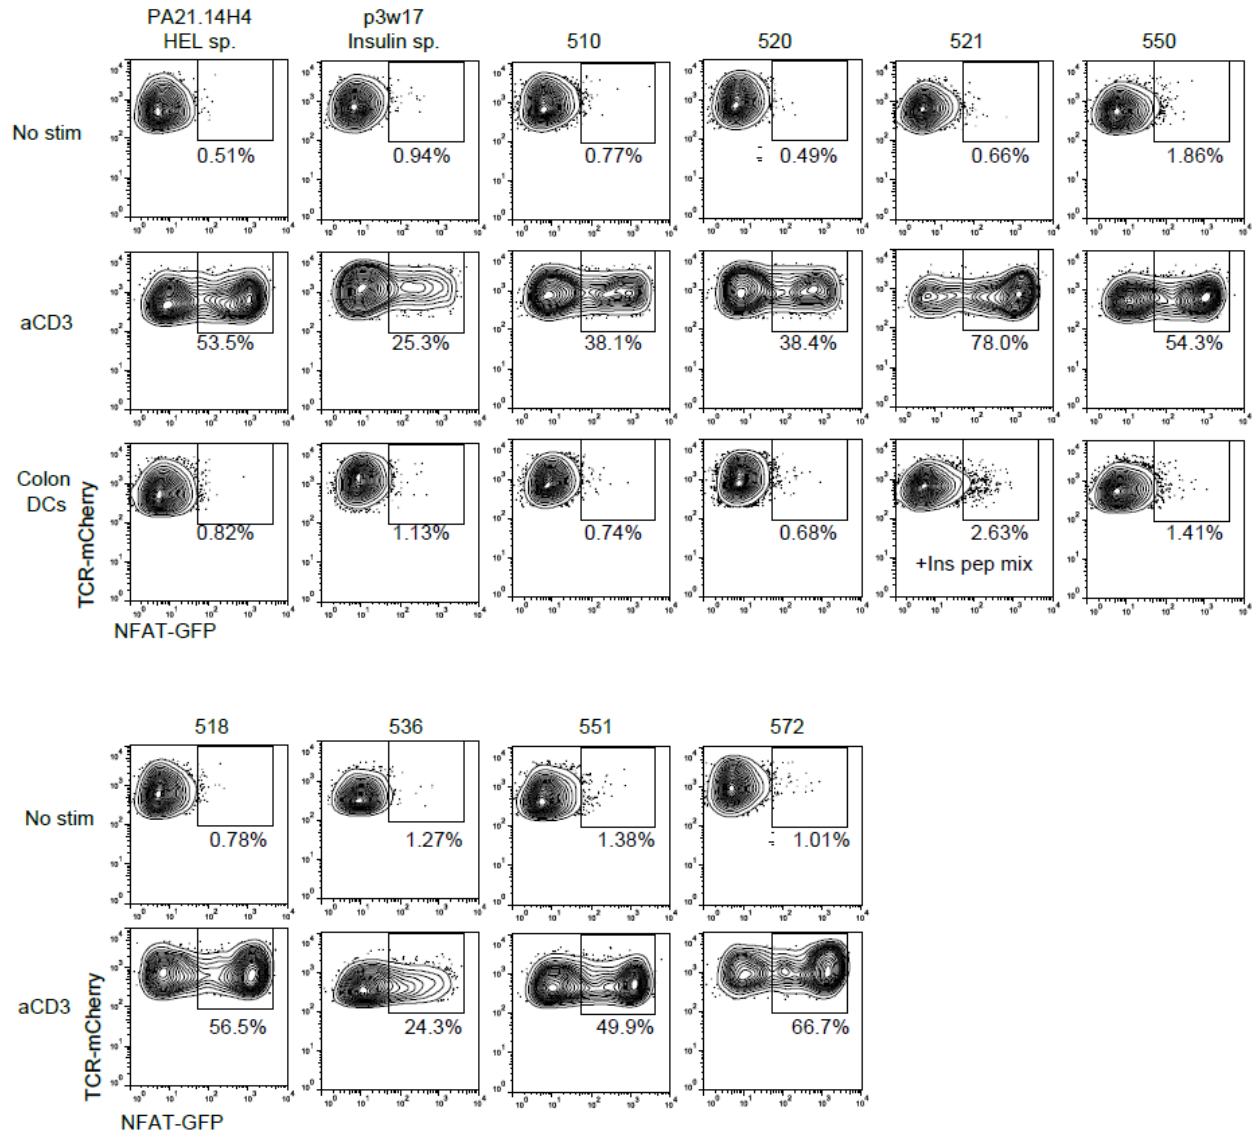 PA21.14H4 p3w17
HEL sp. Insulin sp. 510 520 521 550
No stim
0.51% 0.94% 0.77% 0.49% 0.66% 1.86%
aCD3
53.5% 25.3% 38.1% 38.4% 78.0% 54.3%
Colon
DCs
0.82% 1.13% 0.74% 0.68% 2.63% 1.41%
+Ins pep mix
TCR-mCherry
NFAT-GFP
518 536 551 572
No stim
0.78% 1.27% 1.38% 1.01%
aCD3
56.5% 24.3% 49.9% 66.7%
TCR-mCherry
NFAT-GFP